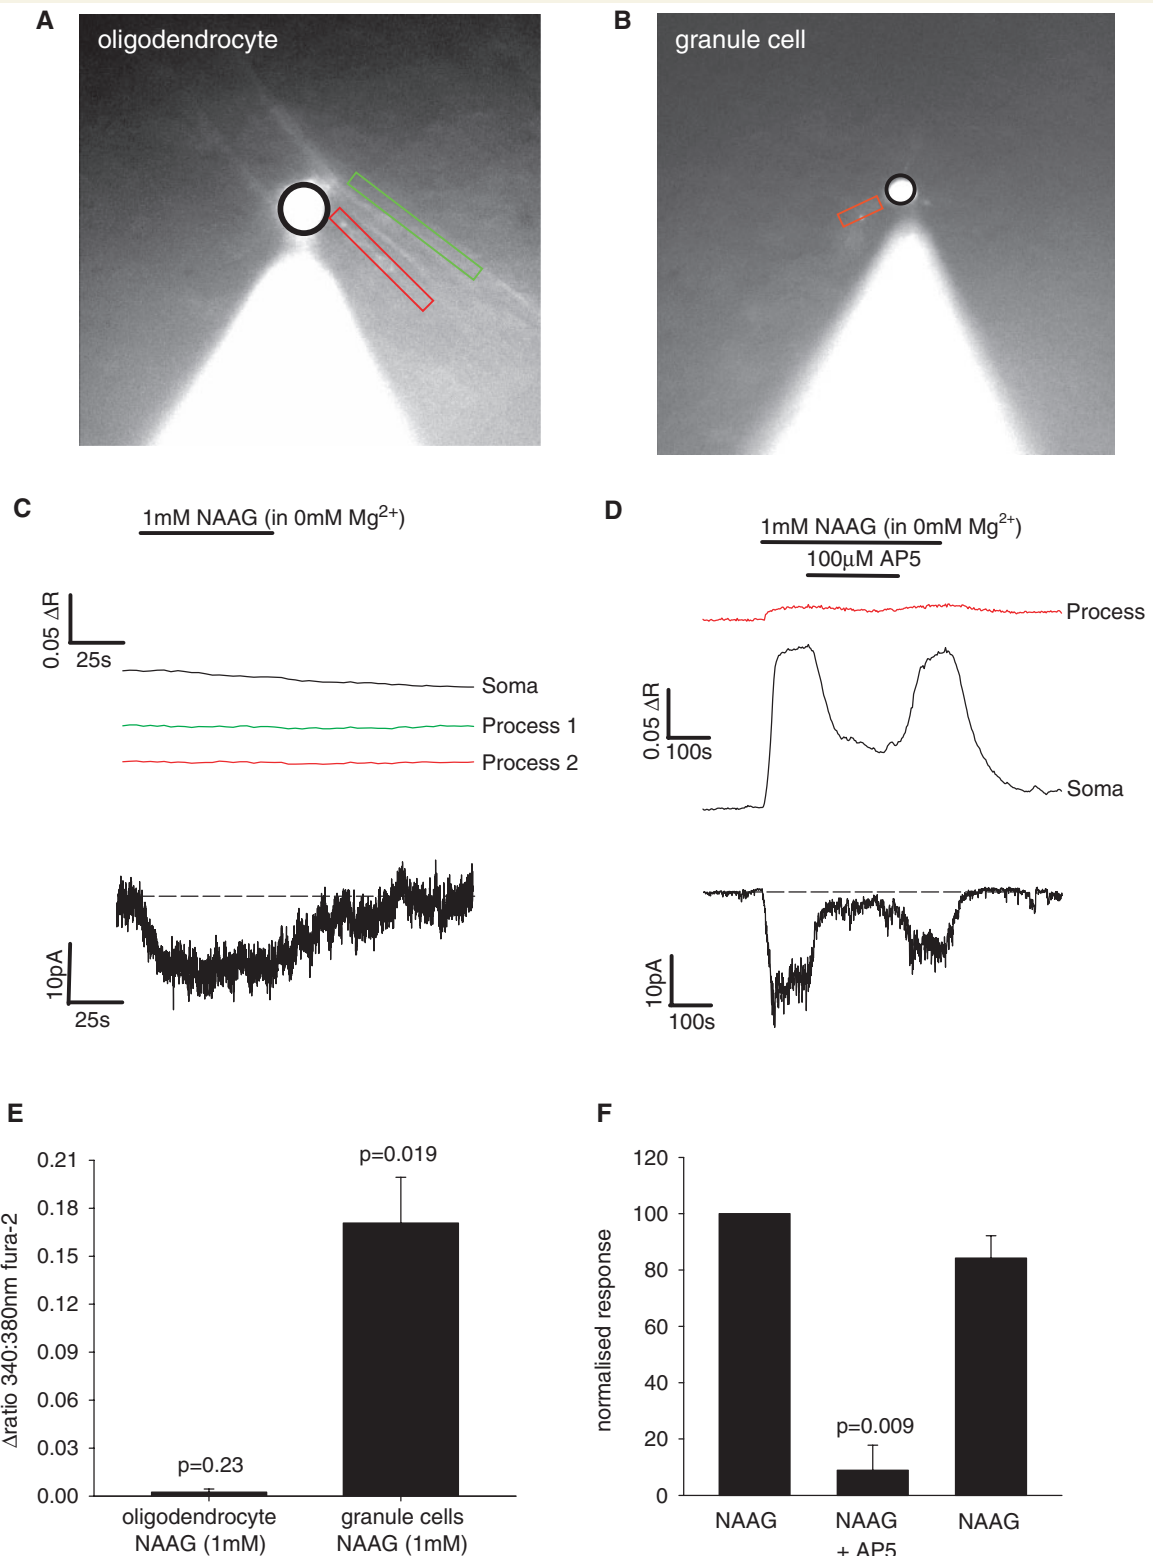 A
oligodendrocyte
B
granule cell
C
1mM NAAG (in 0mM Mg2+)
0.05 ΔR
25s
Soma
Process 1
Process 2
10pA
25s
D
1mM NAAG (in 0mM Mg2+)
100μM AP5
Process
0.05 ΔR
100s
Soma
10pA
100s
E
Δratio 340:380nm fura-2
0.21
0.18
0.15
0.12
0.09
0.06
0.03
0.00
p=0.23
p=0.019
oligodendrocyte
NAAG (1mM)
granule cells
NAAG (1mM)
F
normalised response
120
100
80
60
40
20
0
p=0.009
NAAG
NAAG
+ AP5
NAAG